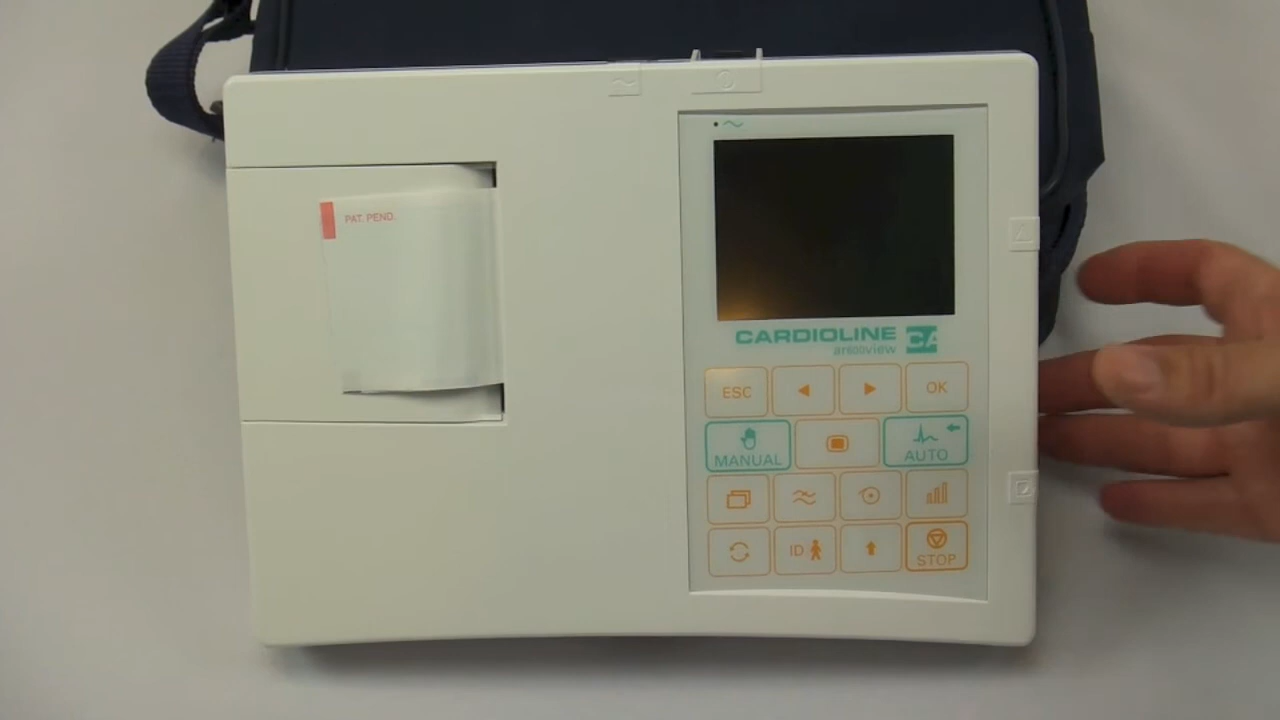 PAT. PEND.
CARDIOLINE
ar600view
ESC
OK
MANUAL
AUTO
ID
STOP